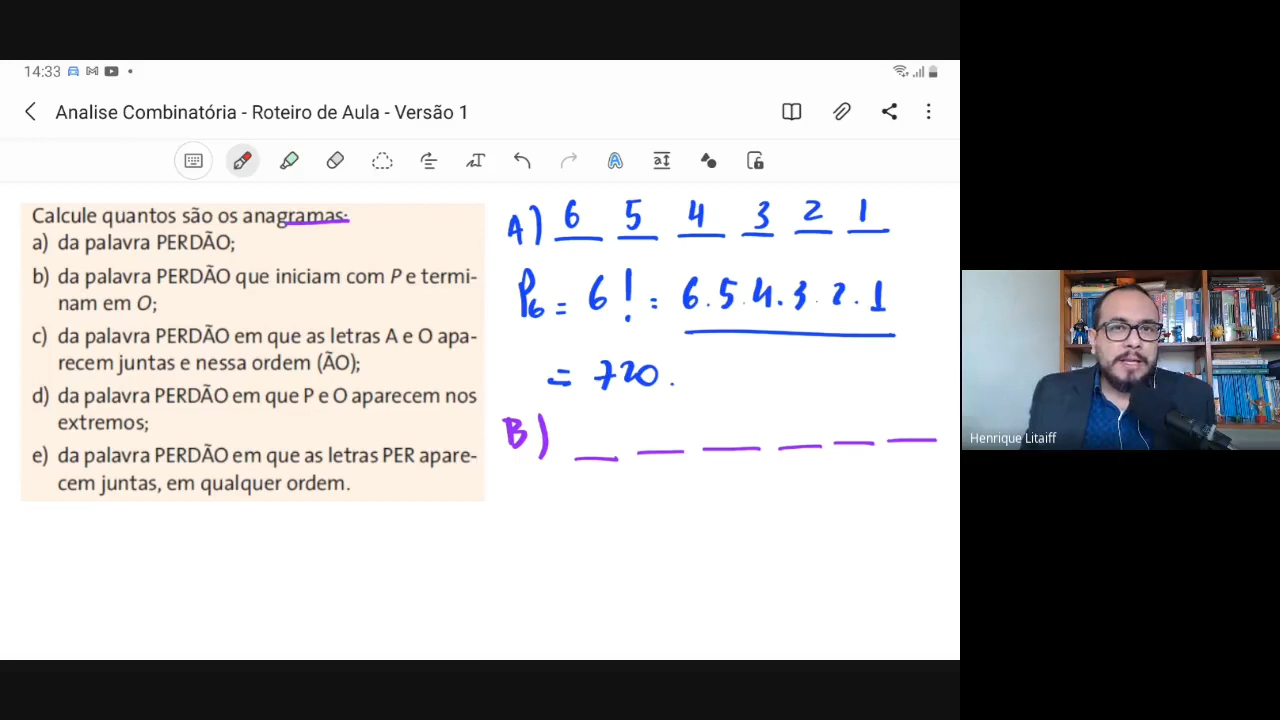 14:33
Analise Combinatória - Roteiro de Aula - Versão 1
Calcule quantos são os anagramas:
a) da palavra PERDÃO;
b) da palavra PERDÃO que iniciam com P e termi-
nam em O;
c) da palavra PERDÃO em que as letras A e O apa-
recem juntas e nessa ordem (ÃO);
d) da palavra PERDÃO em que P e O aparecem nos
extremos;
e) da palavra PERDÃO em que as letras PER apare-
cem juntas, em qualquer ordem.
A) 6 5 4 3 2 1
P6 = 6! = 6.5.4.3.2.1
= 720.
B)
Henrique Litaiff